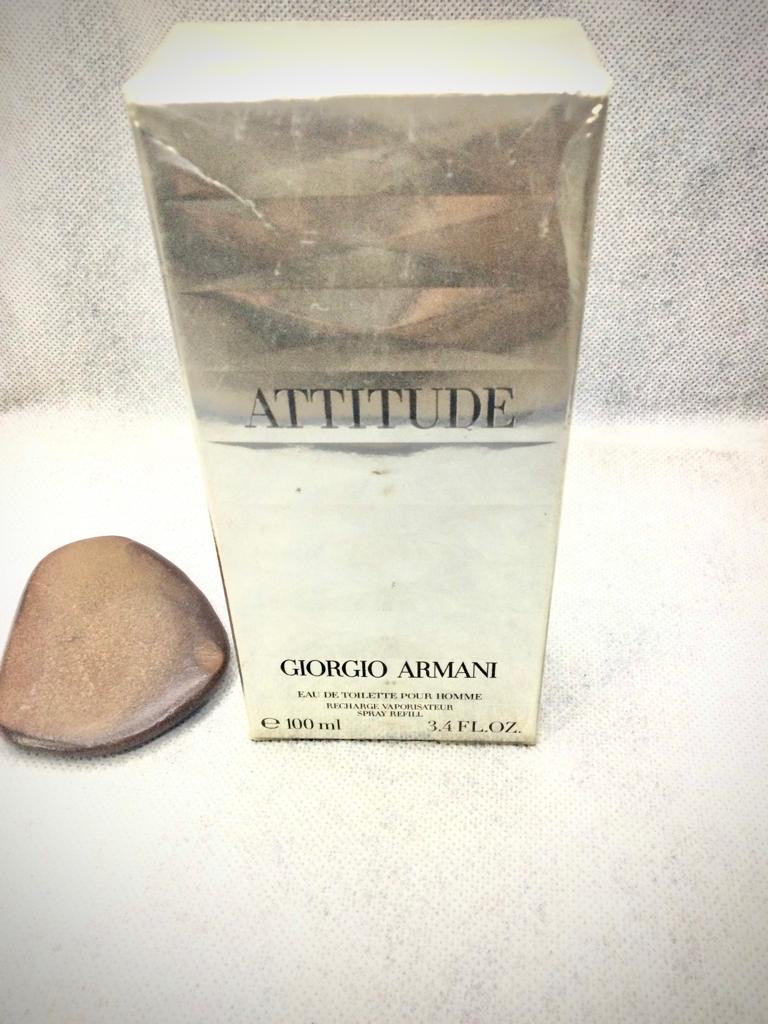 ATTITUDE
GIORGIO ARMANI
EAU DE TOILETTE POUR HOMME
RECHARGE VAPORISATEUR
SPRAY REFILL
℮ 100 ml 3.4 FL.OZ.